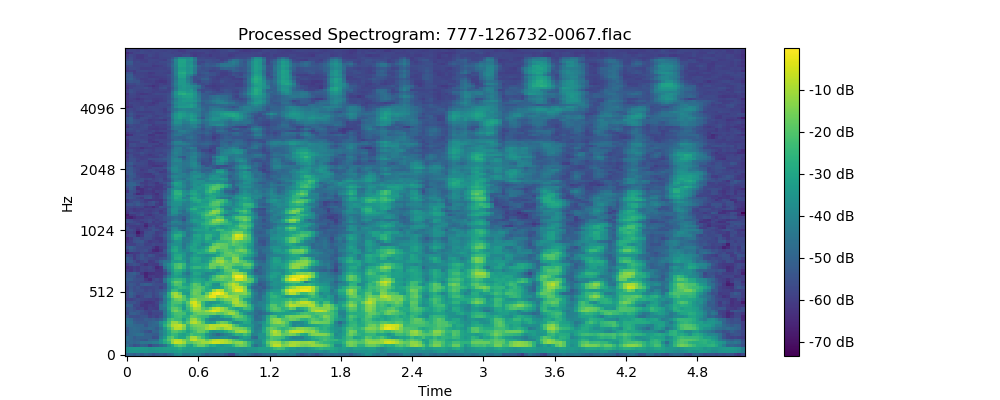 Processed Spectrogram: 777-126732-0067.flac
Hz
4096
2048
1024
512
0
0 0.6 1.2 1.8 2.4 3 3.6 4.2 4.8
Time
-10 dB
-20 dB
-30 dB
-40 dB
-50 dB
-60 dB
-70 dB